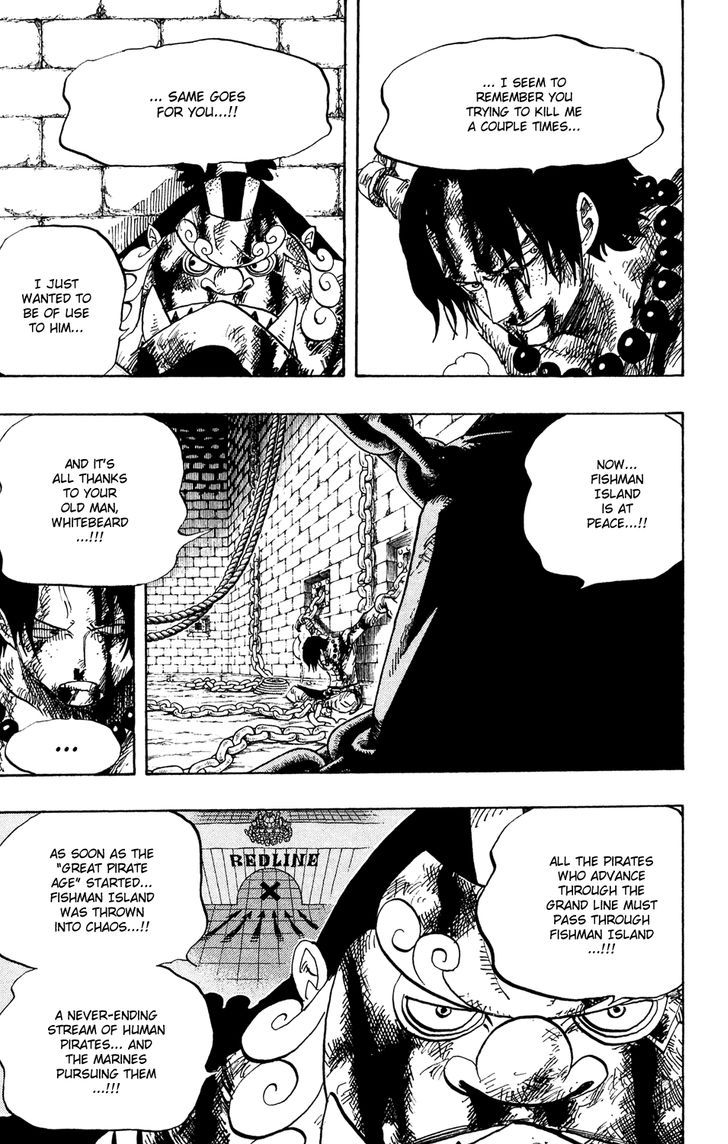 ... I SEEM TO
REMEMBER YOU
TRYING TO KILL ME
A COUPLE TIMES...
... SAME GOES
FOR YOU...!!
I JUST
WANTED TO
BE OF USE
TO HIM...
NOW...
FISHMAN
ISLAND
IS AT
PEACE...!!
AND IT'S
ALL THANKS
TO YOUR
OLD MAN,
WHITEBEARD
...!!!
...
ALL THE PIRATES
WHO ADVANCE
THROUGH THE
GRAND LINE MUST
PASS THROUGH
FISHMAN ISLAND
...!!!
REDLINE
AS SOON AS THE
"GREAT PIRATE
AGE" STARTED...
FISHMAN ISLAND
WAS THROWN
INTO CHAOS...!!
A NEVER-ENDING
STREAM OF HUMAN
PIRATES... AND
THE MARINES
PURSUING THEM
...!!!